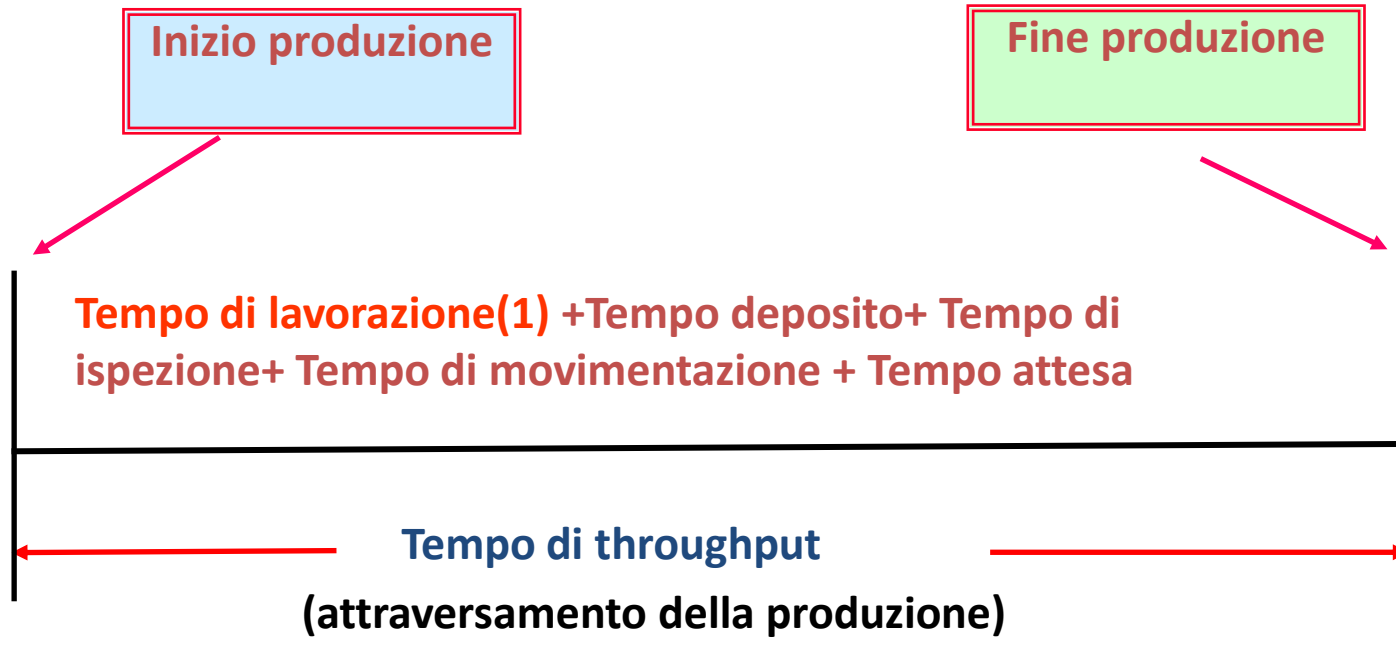 Inizio produzione
Fine produzione
Tempo di lavorazione(1) +Tempo deposito+ Tempo di
ispezione+ Tempo di movimentazione + Tempo attesa
Tempo di throughput
(attraversamento della produzione)